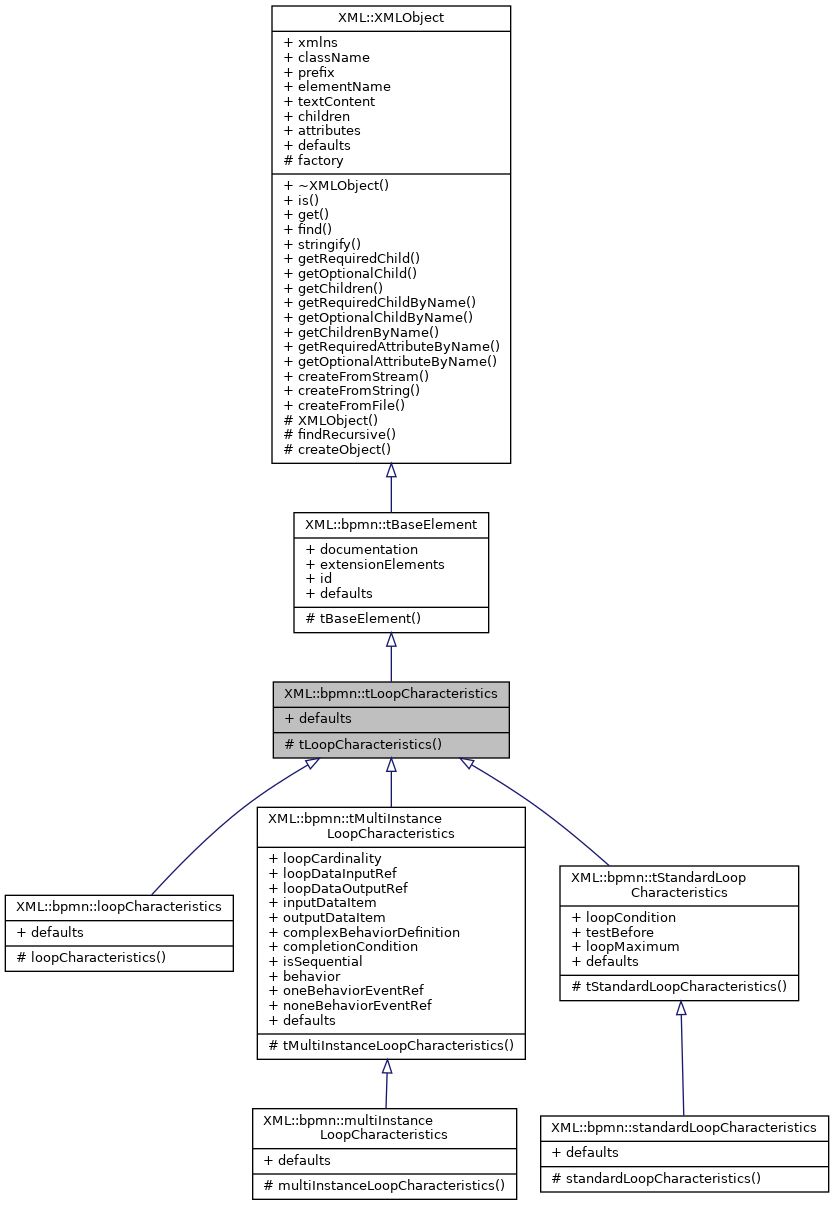 XML::XMLObject
+ xmlns
+ className
+ prefix
+ elementName
+ textContent
+ children
+ attributes
+ defaults
# factory
+ ~XMLObject()
+ is()
+ get()
+ find()
+ stringify()
+ getRequiredChild()
+ getOptionalChild()
+ getChildren()
+ getRequiredChildByName()
+ getOptionalChildByName()
+ getChildrenByName()
+ getRequiredAttributeByName()
+ getOptionalAttributeByName()
+ createFromStream()
+ createFromString()
+ createFromFile()
# XMLObject()
# findRecursive()
# createObject()
XML::bpmn::tBaseElement
+ documentation
+ extensionElements
+ id
+ defaults
# tBaseElement()
XML::bpmn::tLoopCharacteristics
+ defaults
# tLoopCharacteristics()
XML::bpmn::loopCharacteristics
+ defaults
# loopCharacteristics()
XML::bpmn::tMultiInstance
LoopCharacteristics
+ loopCardinality
+ loopDataInputRef
+ loopDataOutputRef
+ inputDataItem
+ outputDataItem
+ complexBehaviorDefinition
+ completionCondition
+ isSequential
+ behavior
+ oneBehaviorEventRef
+ noneBehaviorEventRef
+ defaults
# tMultiInstanceLoopCharacteristics()
XML::bpmn::tStandardLoop
Characteristics
+ loopCondition
+ testBefore
+ loopMaximum
+ defaults
# tStandardLoopCharacteristics()
XML::bpmn::multiInstance
LoopCharacteristics
+ defaults
# multiInstanceLoopCharacteristics()
XML::bpmn::standardLoopCharacteristics
+ defaults
# standardLoopCharacteristics()